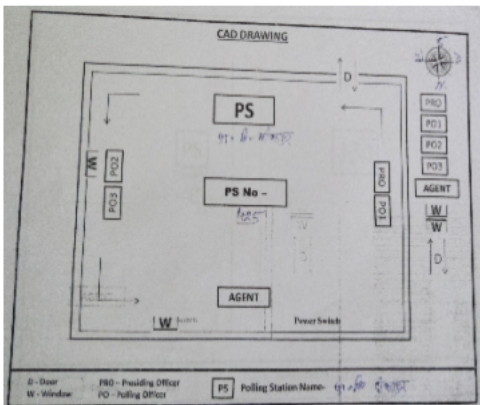 CAD DRAWING
D
PS
PRO
PO1
PO2
PO3
AGENT
W
W
D
W
PO2
PO3
PS No -
PRO
PO1
AGENT
W
Power Switch
D - Door
W - Window
PRO - Presiding Officer
PO - Polling Officer
PS
Polling Station Name-